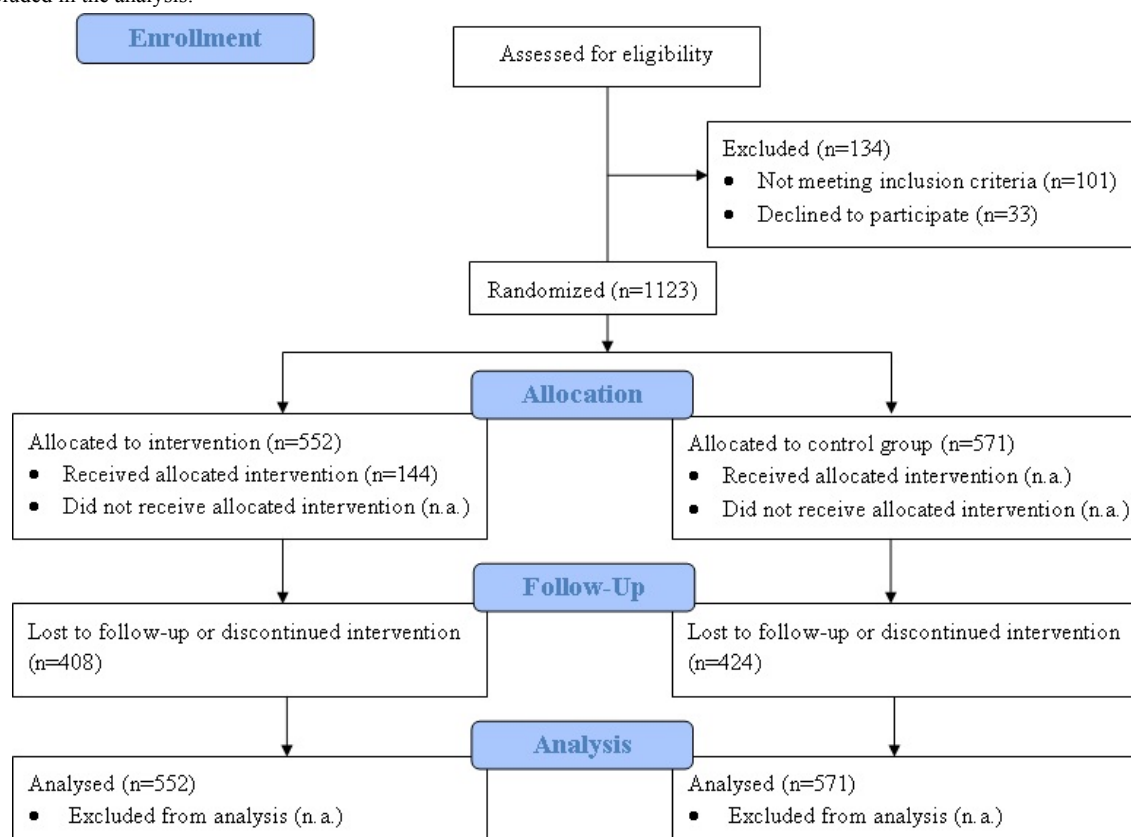 Enrollment
Assessed for eligibility
Excluded (n=134)
• Not meeting inclusion criteria (n=101)
• Declined to participate (n=33)
Randomized (n=1123)
Allocation
Allocated to intervention (n=552)
• Received allocated intervention (n=144)
• Did not receive allocated intervention (n.a.)
Allocated to control group (n=571)
• Received allocated intervention (n.a.)
• Did not receive allocated intervention (n.a.)
Follow-Up
Lost to follow-up or discontinued intervention
(n=408)
Lost to follow-up or discontinued intervention
(n=424)
Analysis
Analysed (n=552)
• Excluded from analysis (n.a.)
Analysed (n=571)
• Excluded from analysis (n.a.)